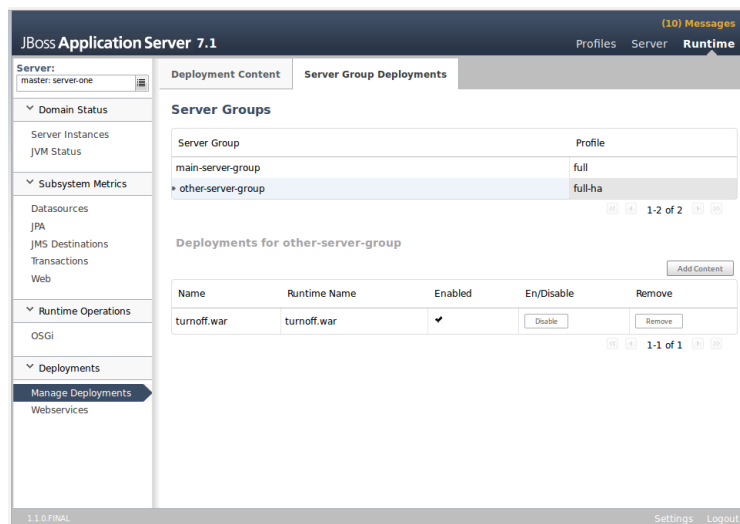 (10) Messages
JBoss Application Server 7.1
Profiles Server Runtime
Server:
master: server-one
Deployment Content Server Group Deployments
Domain Status
Server Instances
JVM Status
Subsystem Metrics
Datasources
JPA
JMS Destinations
Transactions
Web
Runtime Operations
OSGi
Deployments
Manage Deployments
Webservices
Server Groups
Server Group Profile
main-server-group full
other-server-group full-ha
1-2 of 2
Deployments for other-server-group
Add Content
Name Runtime Name Enabled En/Disable Remove
turnoff.war turnoff.war Disable Remove
1-1 of 1
1.1.0.FINAL
Settings Logout